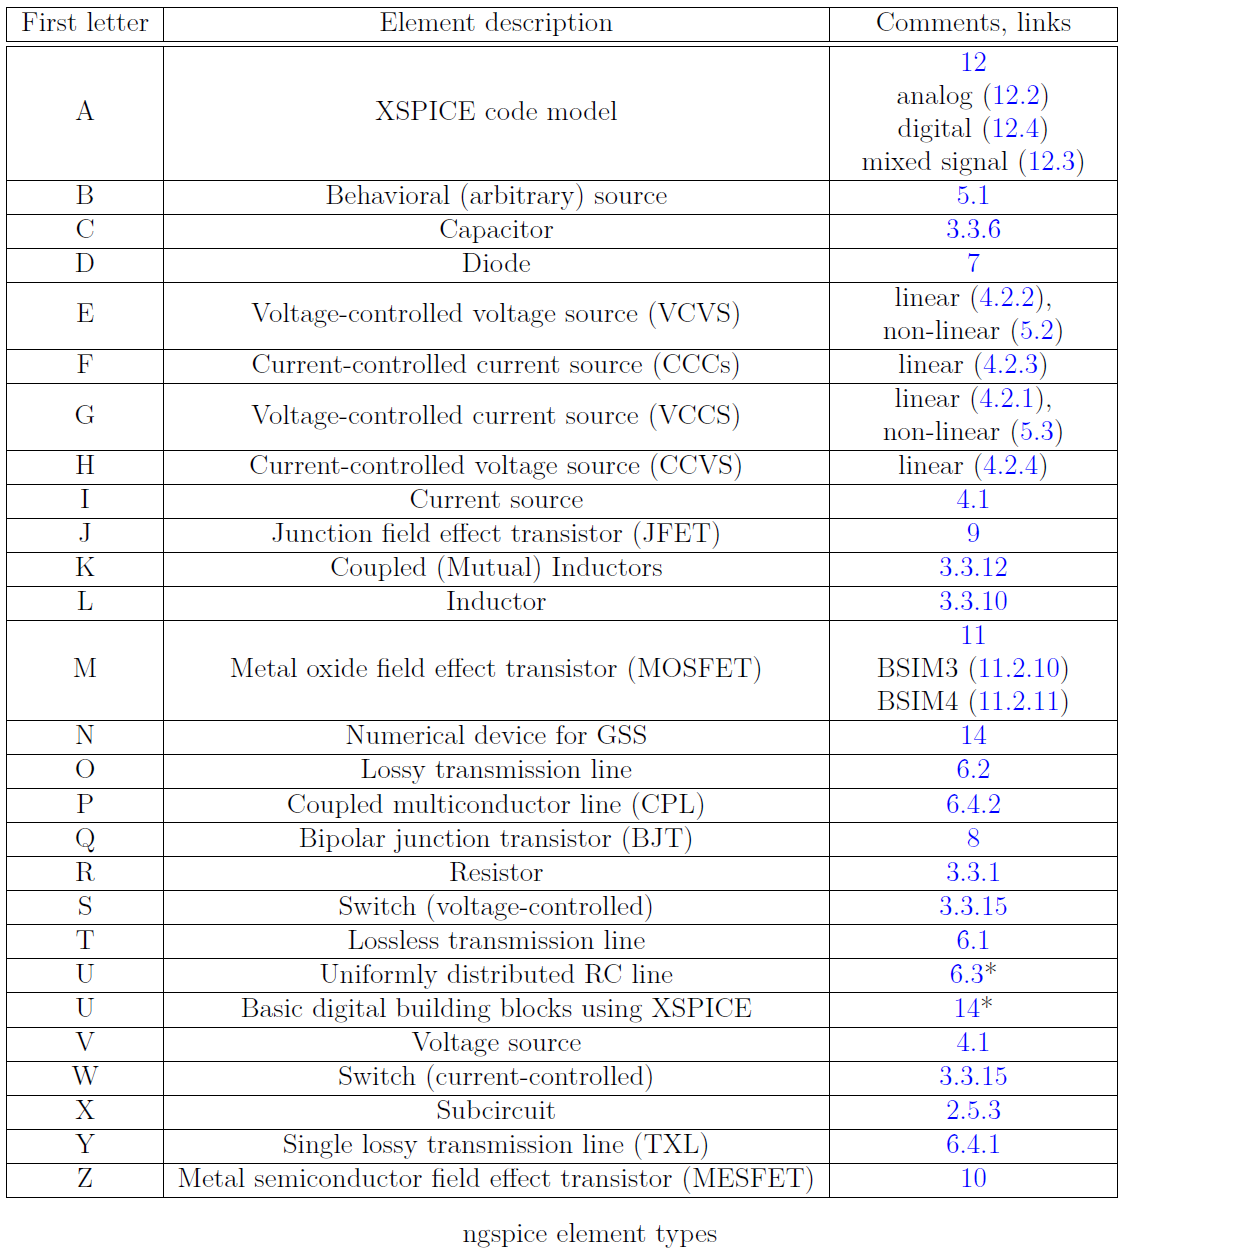 First letter Element description Comments, links
A XSPICE code model 12
analog (12.2)
digital (12.4)
mixed signal (12.3)
B Behavioral (arbitrary) source 5.1
C Capacitor 3.3.6
D Diode 7
E Voltage-controlled voltage source (VCVS) linear (4.2.2),
non-linear (5.2)
F Current-controlled current source (CCCs) linear (4.2.3)
G Voltage-controlled current source (VCCS) linear (4.2.1),
non-linear (5.3)
H Current-controlled voltage source (CCVS) linear (4.2.4)
I Current source 4.1
J Junction field effect transistor (JFET) 9
K Coupled (Mutual) Inductors 3.3.12
L Inductor 3.3.10
M Metal oxide field effect transistor (MOSFET) 11
BSIM3 (11.2.10)
BSIM4 (11.2.11)
N Numerical device for GSS 14
O Lossy transmission line 6.2
P Coupled multiconductor line (CPL) 6.4.2
Q Bipolar junction transistor (BJT) 8
R Resistor 3.3.1
S Switch (voltage-controlled) 3.3.15
T Lossless transmission line 6.1
U Uniformly distributed RC line 6.3*
U Basic digital building blocks using XSPICE 14*
V Voltage source 4.1
W Switch (current-controlled) 3.3.15
X Subcircuit 2.5.3
Y Single lossy transmission line (TXL) 6.4.1
Z Metal semiconductor field effect transistor (MESFET) 10
ngspice element types